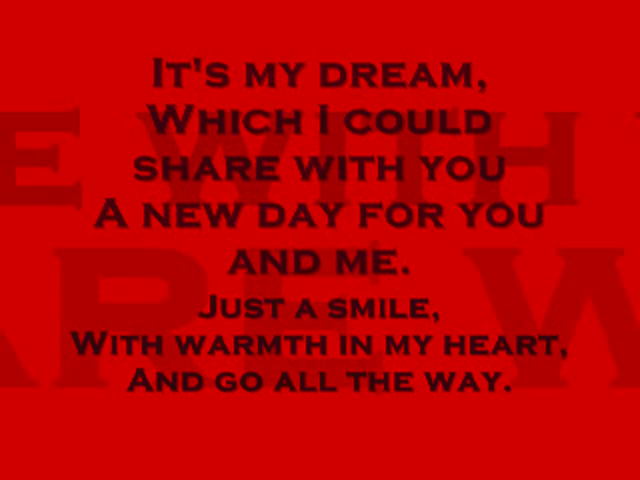 It's my dream,
Which I could
share with you
A new day for you
and me.
Just a smile,
With warmth in my heart,
And go all the way.